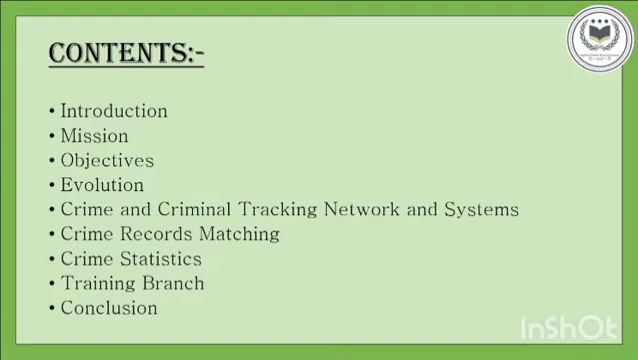 CONTENTS:-
• Introduction
• Mission
• Objectives
• Evolution
• Crime and Criminal Tracking Network and Systems
• Crime Records Matching
• Crime Statistics
• Training Branch
• Conclusion
InShOt